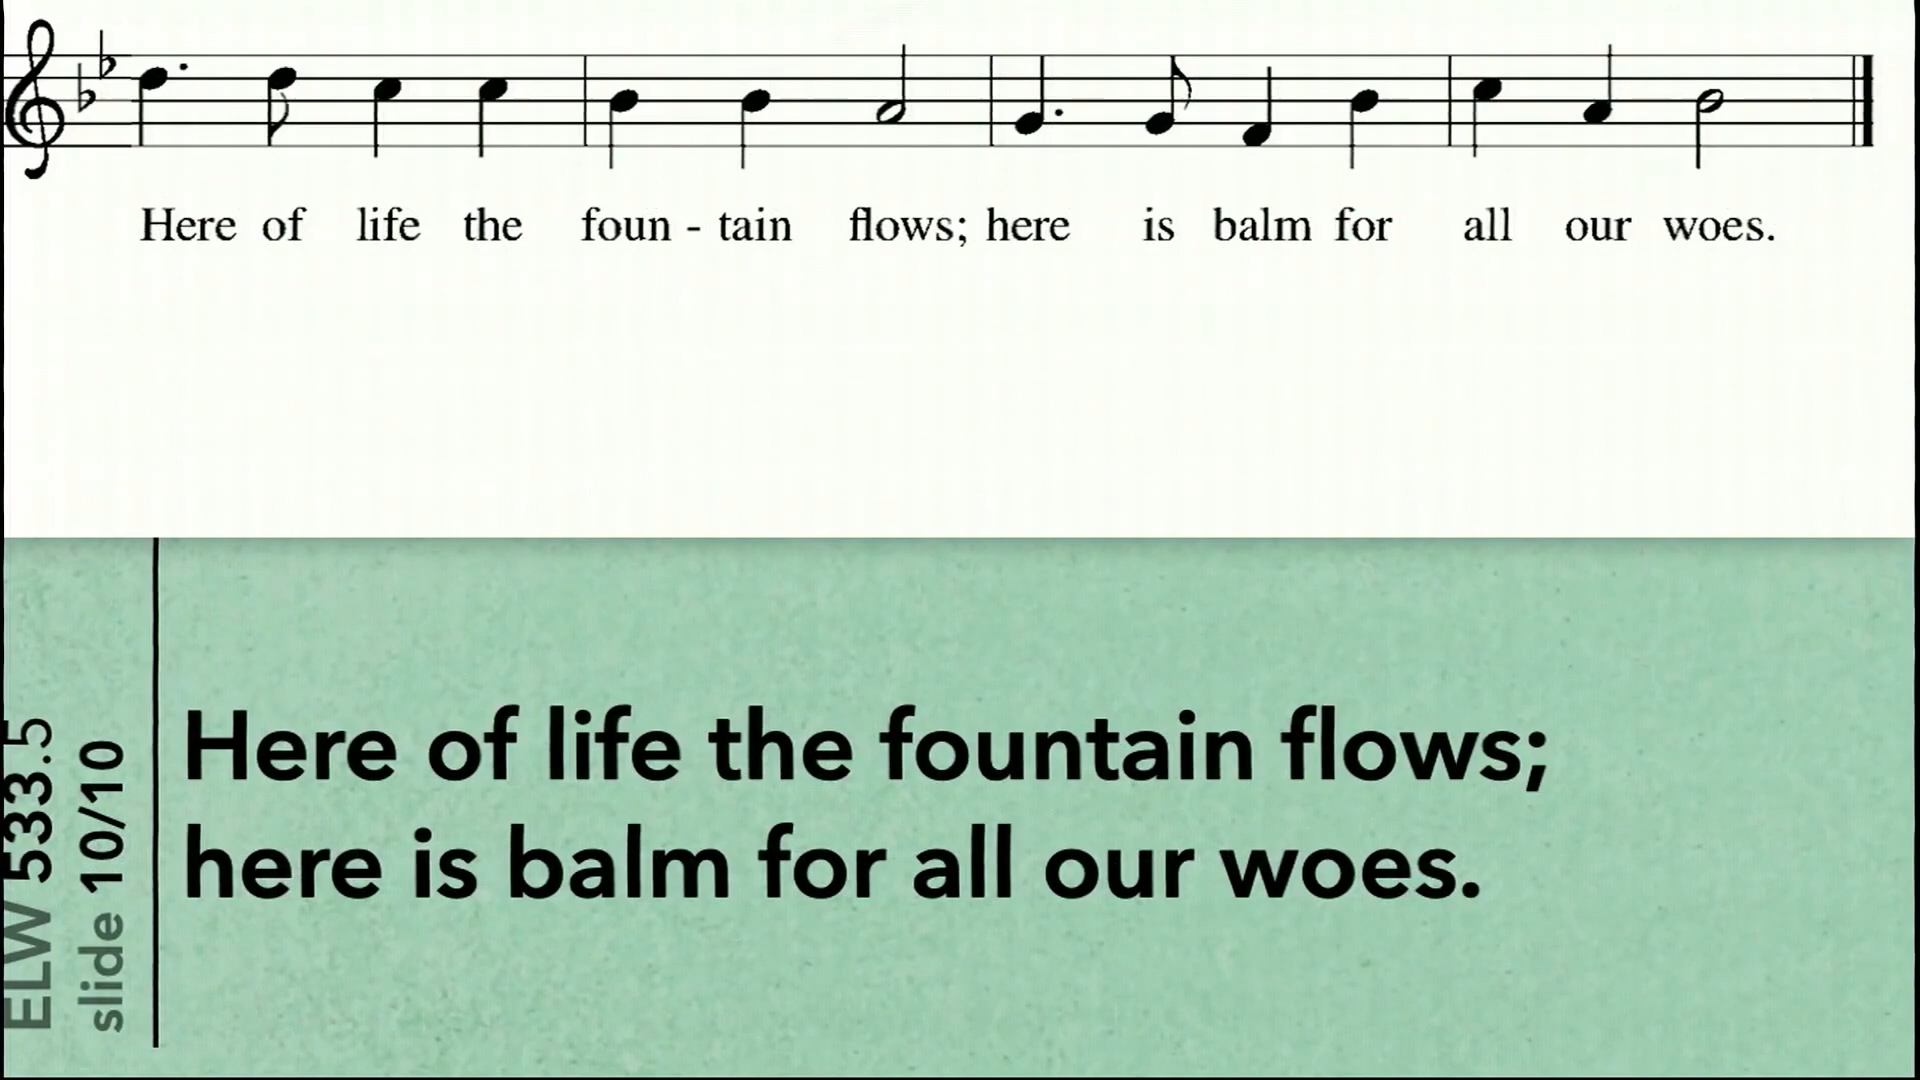 Here of life the foun - tain flows; here is balm for all our woes.
ELW 533.5
slide 10/10
Here of life the fountain flows;
here is balm for all our woes.